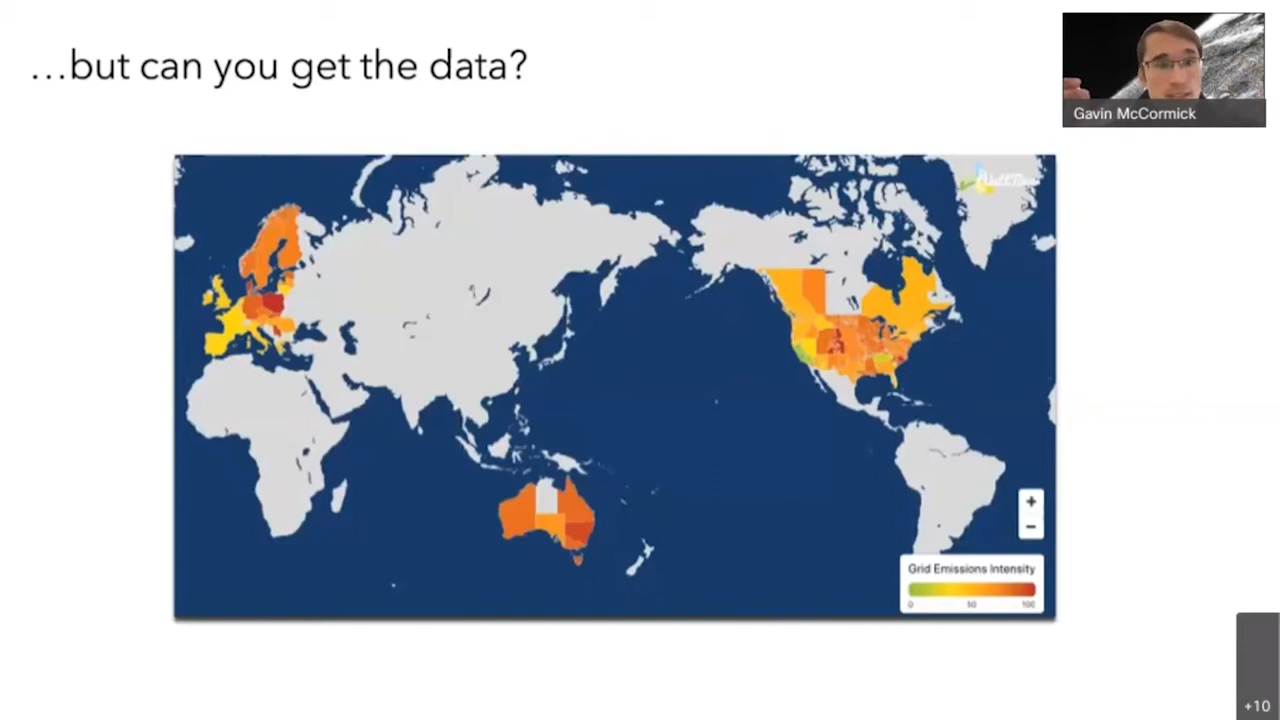 …but can you get the data?
Gavin McCormick
+
−
Grid Emissions Intensity
0 50 100
+10